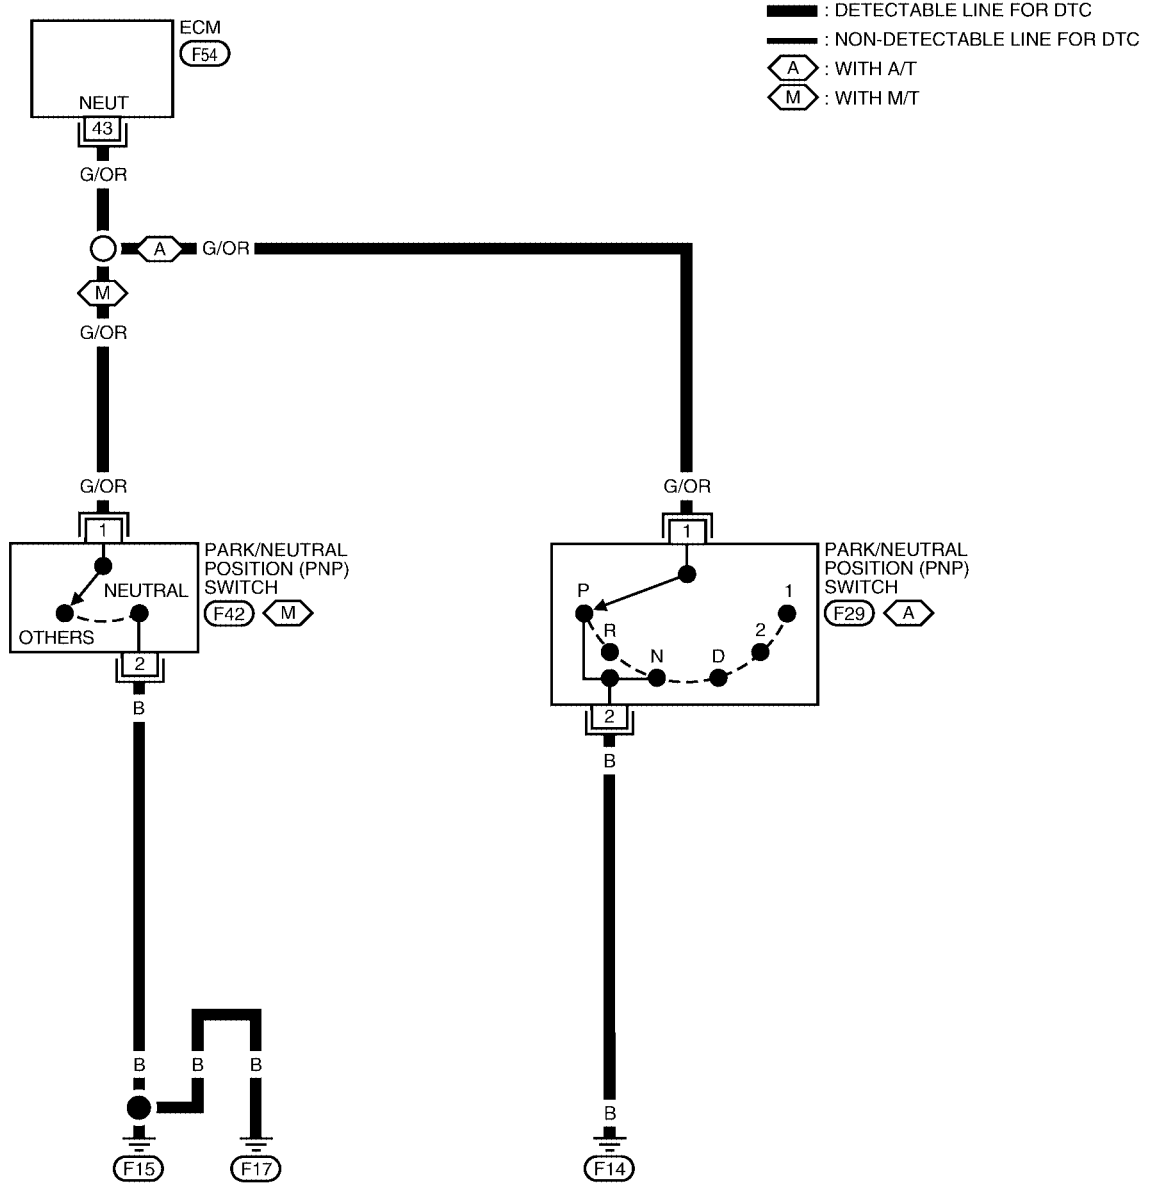 ECM
F54
NEUT
43
G/OR
: DETECTABLE LINE FOR DTC
: NON-DETECTABLE LINE FOR DTC
A : WITH A/T
M : WITH M/T
A G/OR
M
G/OR
G/OR
G/OR
1
1
PARK/NEUTRAL
POSITION (PNP)
SWITCH
F42 M
NEUTRAL
OTHERS
2
B
PARK/NEUTRAL
POSITION (PNP)
SWITCH
F29 A
P
R
N
D
2
1
2
B
B
B
B
B
F15
F17
F14